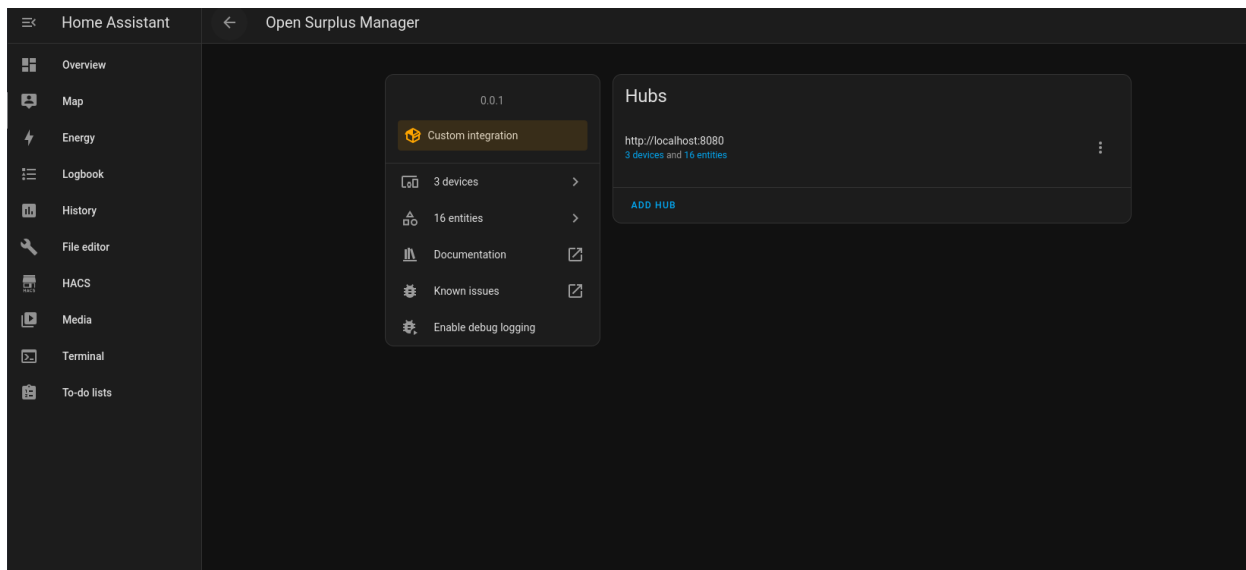 Home Assistant
Open Surplus Manager
Overview
Map
Energy
Logbook
History
File editor
HACS
Media
Terminal
To-do lists
0.0.1
Custom integration
3 devices
16 entities
Documentation
Known issues
Enable debug logging
Hubs
http://localhost:8080
3 devices and 16 entities
ADD HUB